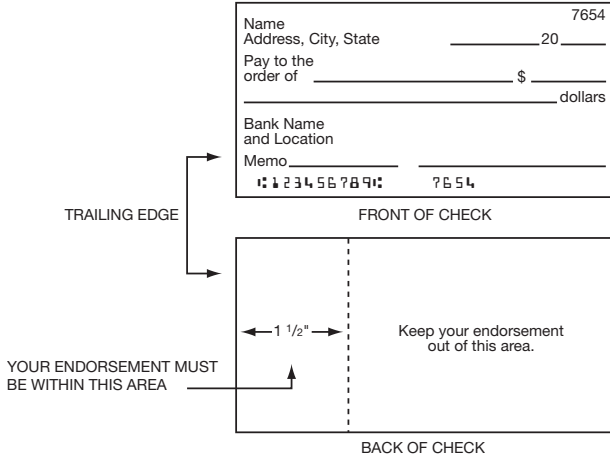 7654
Name
Address, City, State 20
Pay to the
order of $
dollars
Bank Name
and Location
Memo
⑆123456789⑆ 7654
TRAILING EDGE
FRONT OF CHECK
1 1/2"
Keep your endorsement
out of this area.
YOUR ENDORSEMENT MUST
BE WITHIN THIS AREA
BACK OF CHECK